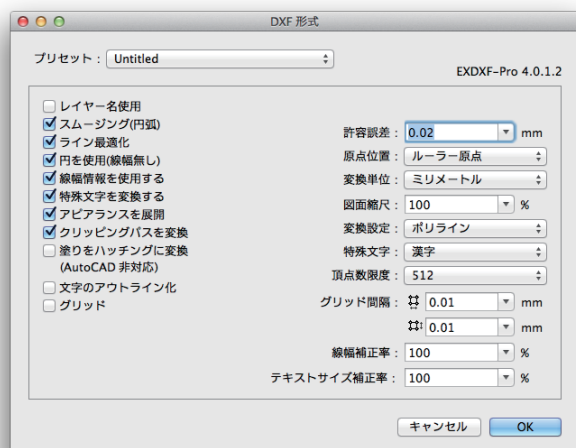 DXF 形式
プリセット : Untitled
EXDXF-Pro 4.0.1.2
レイヤー名使用
スムージング(円弧)
ライン最適化
円を使用(線幅無し)
線幅情報を使用する
特殊文字を変換する
アピアランスを展開
クリッピングパスを変換
塗りをハッチングに変換
(AutoCAD 非対応)
文字のアウトライン化
グリッド
許容誤差 : 0.02 mm
原点位置 : ルーラー原点
変換単位 : ミリメートル
図面縮尺 : 100 %
変換設定 : ポリライン
特殊文字 : 漢字
頂点数限度 : 512
グリッド間隔 : 0.01 mm
0.01 mm
線幅補正率 : 100 %
テキストサイズ補正率 : 100 %
キャンセル OK